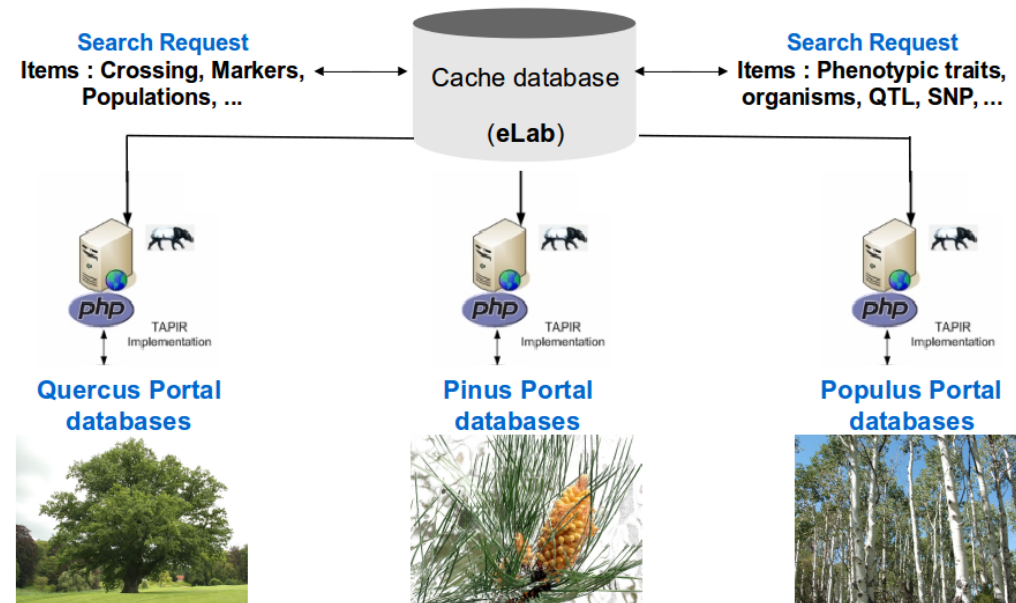 Search Request
Items : Crossing, Markers,
Populations, ...
Cache database
(eLab)
Search Request
Items : Phenotypic traits,
organisms, QTL, SNP, ...
php
TAPIR
Implementation
php
TAPIR
Implementation
php
TAPIR
Implementation
Quercus Portal
databases
Pinus Portal
databases
Populus Portal
databases